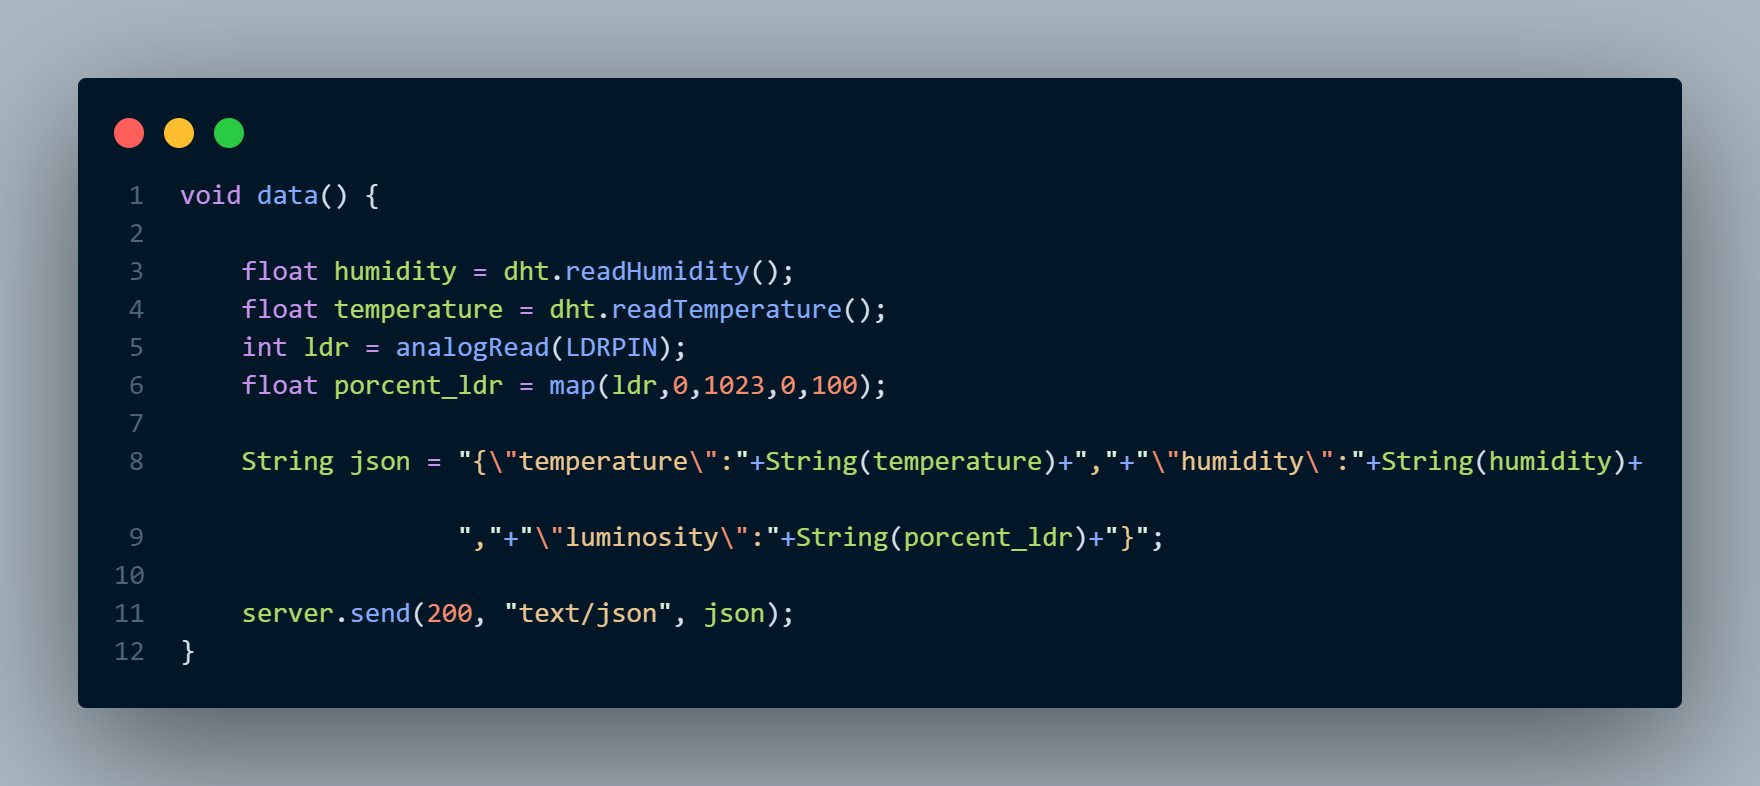 1 void data() {
2
3     float humidity = dht.readHumidity();
4     float temperature = dht.readTemperature();
5     int ldr = analogRead(LDRPIN);
6     float porcent_ldr = map(ldr,0,1023,0,100);
7
8     String json = "{\"temperature\":"+String(temperature)+","+"\"humidity\":"+String(humidity)+
9                   ","+"\"luminosity\":"+String(porcent_ldr)+"}";
10
11     server.send(200, "text/json", json);
12 }